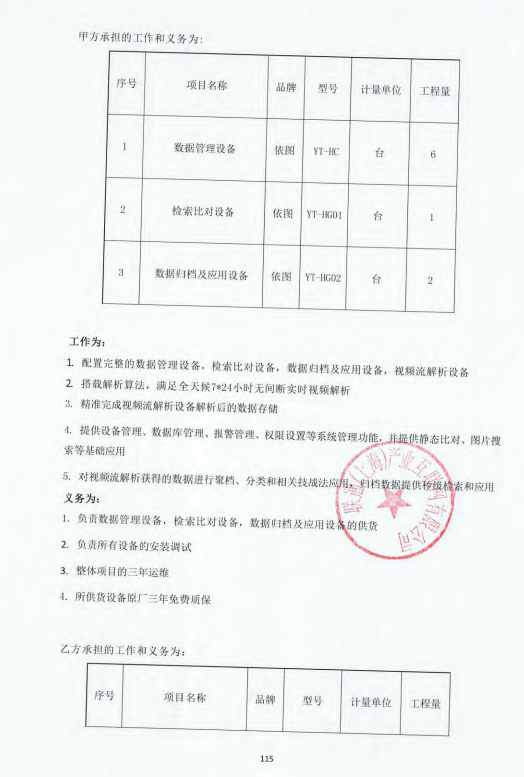 甲方承担的工作和义务为:
序号 项目名称 品牌 型号 计量单位 工程量
1 数据管理设备 依图 YT-HC 台 6
2 检索比对设备 依图 YT-HG01 台 1
3 数据归档及应用设备 依图 YT-HG02 台 2
工作为:
1. 配置完整的数据管理设备，检索比对设备，数据归档及应用设备，视频流解析设备
2. 搭载解析算法，满足全天候7*24小时无间断实时视频解析
3. 精准完成视频流解析设备解析后的数据存储
4. 提供设备管理、数据库管理、报警管理、权限设置等系统管理功能，并提供静态比对、图片搜
索等基础应用
5. 对视频流解析获得的数据进行聚档、分类和相关技战法应用，归档数据提供秒级检索和应用
联通(上海)产业互联网有限公司
义务为:
1. 负责数据管理设备，检索比对设备，数据归档及应用设备的供货
2. 负责所有设备的安装调试
3. 整体项目的三年运维
4. 所供货设备原厂三年免费质保
乙方承担的工作和义务为:
序号 项目名称 品牌 型号 计量单位 工程量
115